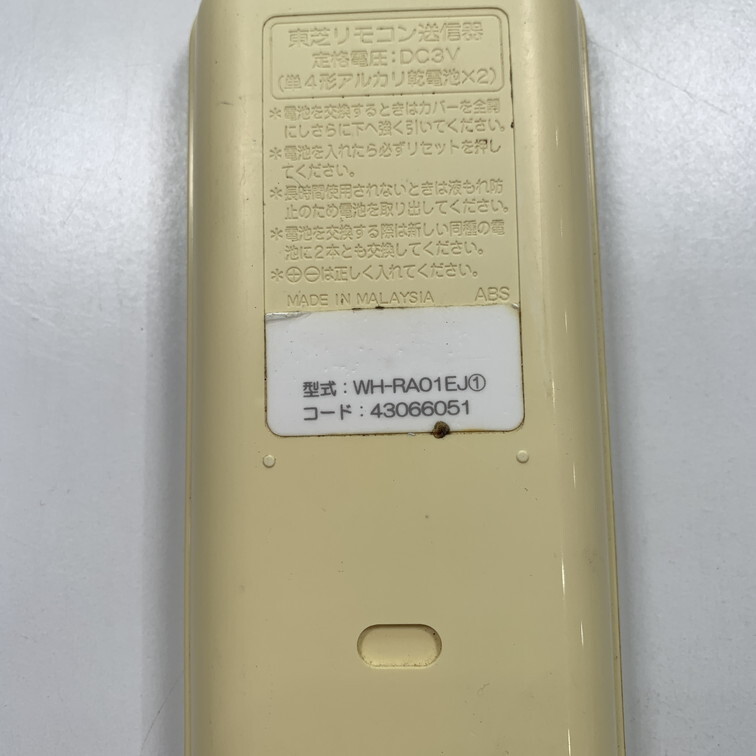 東芝リモコン送信器
定格電圧：DC3V
(単4形アルカリ乾電池×2)
＊電池を交換するときはカバーを全開
にしさらに下へ強く引いてください。
＊電池を入れたら必ずリセットを押し
てください。
＊長時間使用されないときは液もれ防
止のため電池を取り出してください。
＊電池を交換する際は新しい同種の電
池に2本とも交換してください。
＊⊕⊖は正しく入れてください。
MADE IN MALAYSIA ABS
型式：WH-RA01EJ①
コード：43066051